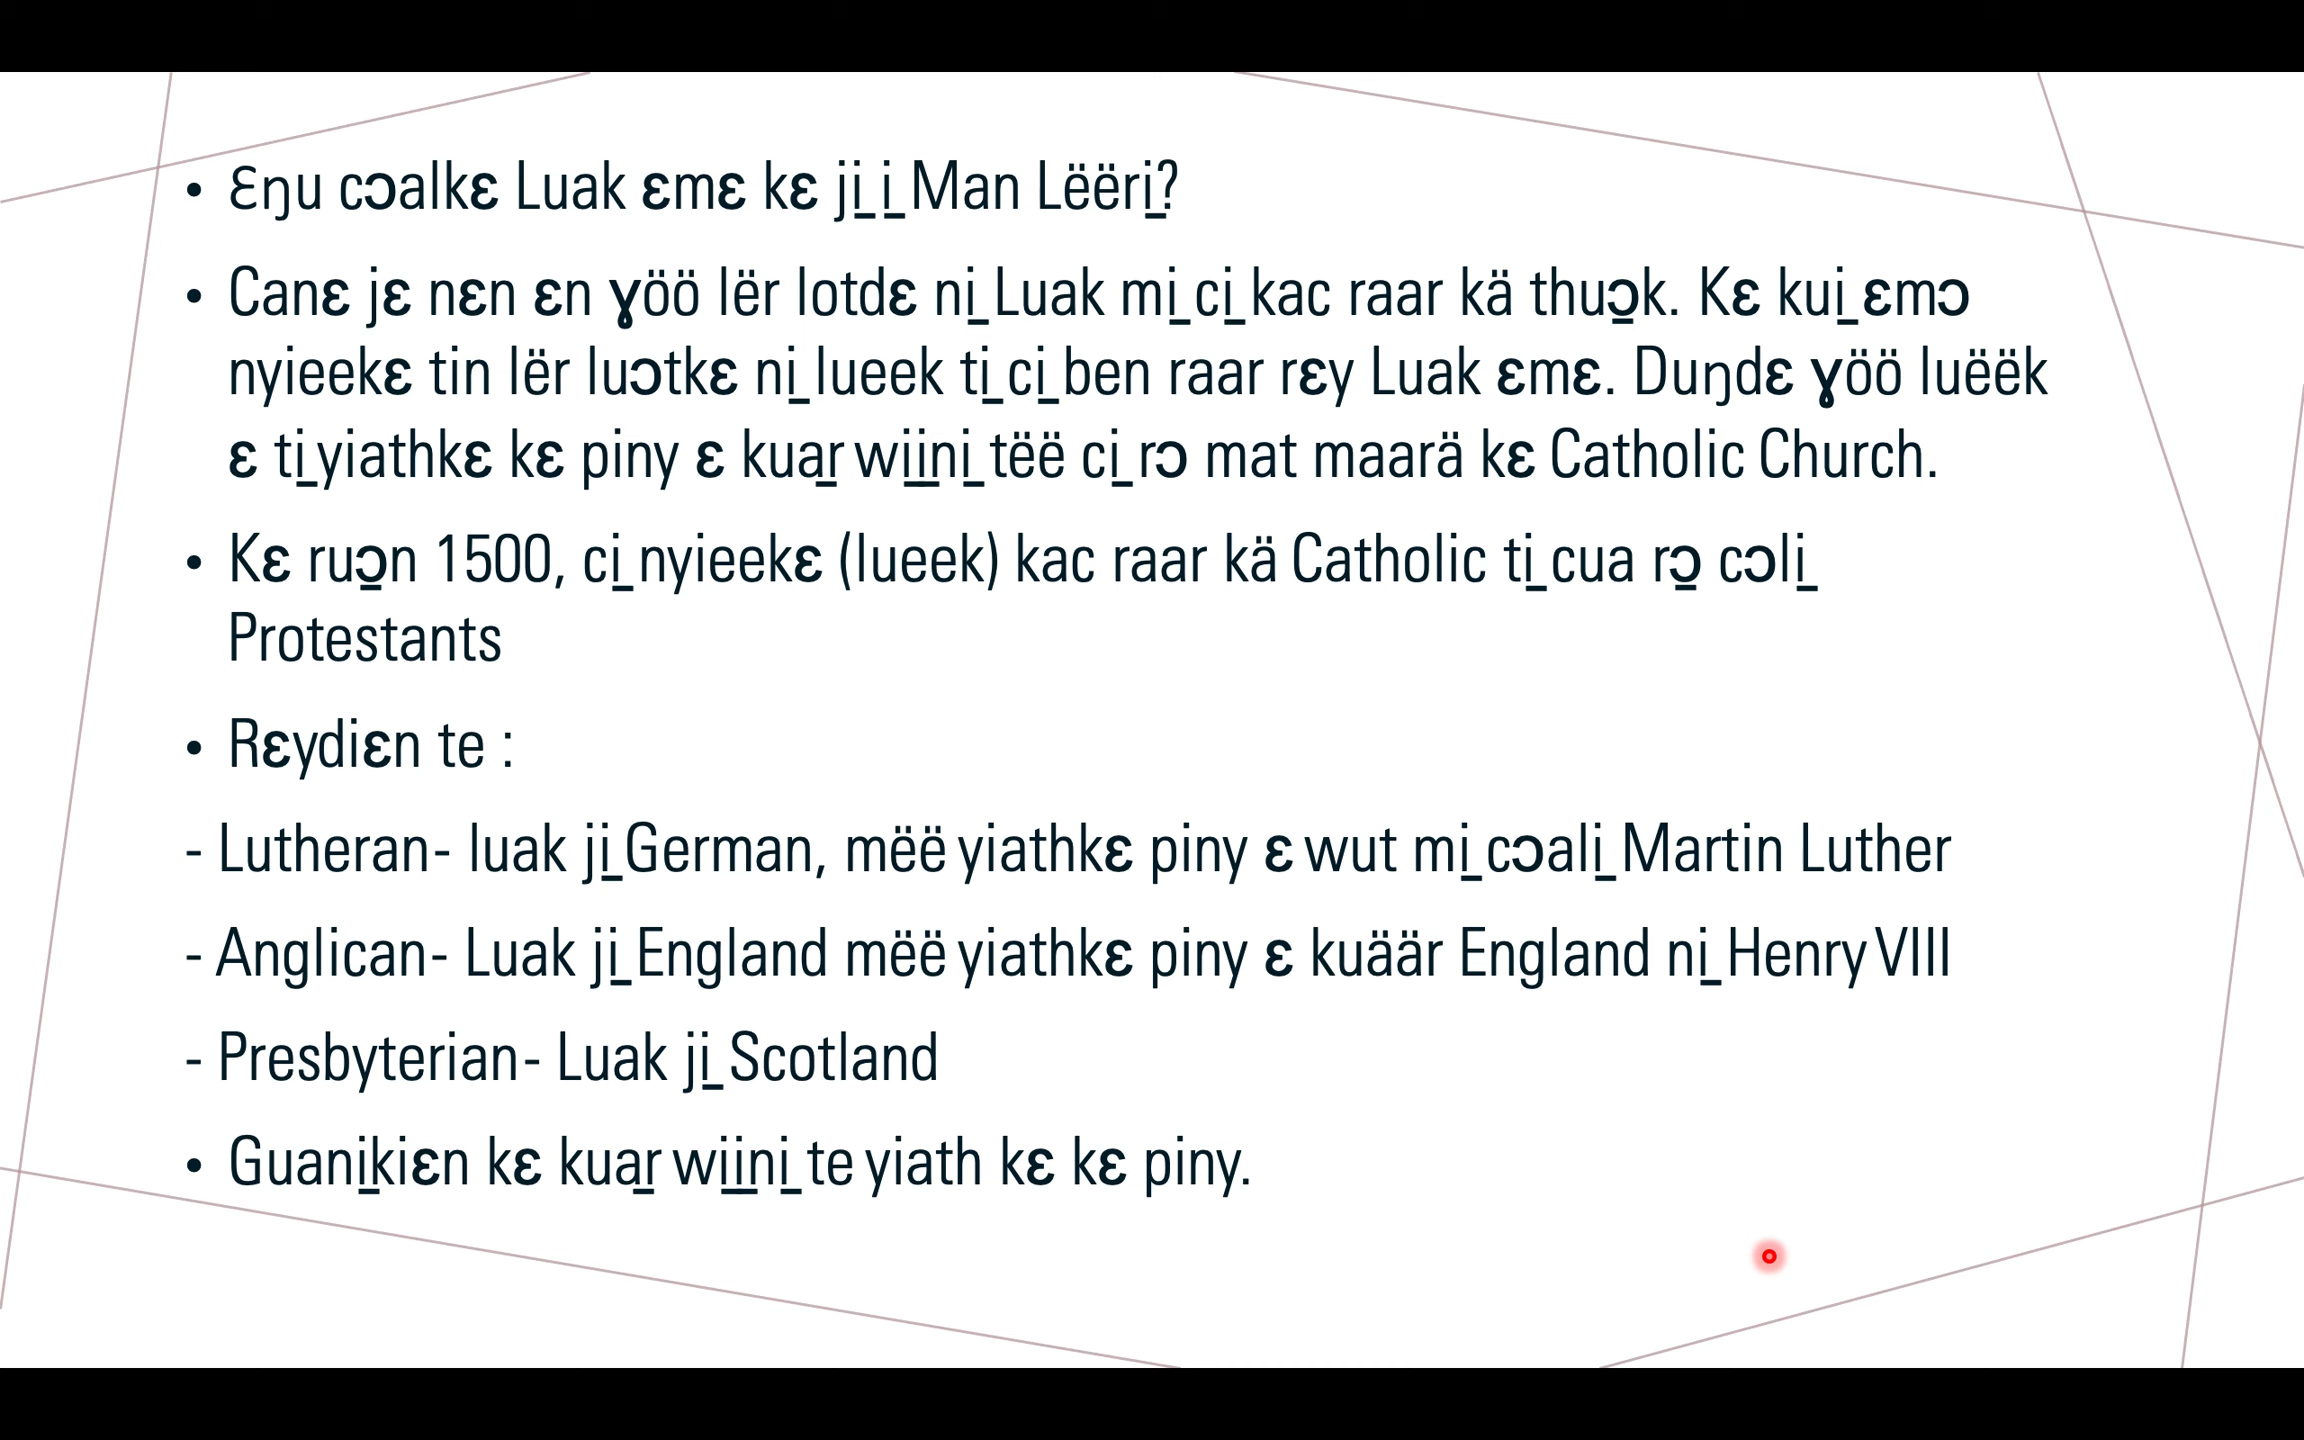 • Ɛŋu cɔalkɛ Luak ɛmɛ kɛ ji̱ i̱ Man Lëëri̱?
• Canɛ jɛ nɛn ɛn ɣöö lër lotdɛ ni̱ Luak mi̱ ci̱ kac raar kä thuɔ̱k. Kɛ kui̱ ɛmɔ
nyieekɛ tin lër luɔtkɛ ni̱ lueek ti̱ ci̱ ben raar rɛy Luak ɛmɛ. Duŋdɛ ɣöö luëëk
ɛ ti̱ yiathkɛ kɛ piny ɛ kuaṟ wi̱i̱ni̱ tëë ci̱ rɔ mat maarä kɛ Catholic Church.
• Kɛ ruɔ̱n 1500, ci̱ nyieekɛ (lueek) kac raar kä Catholic ti̱ cua rɔ̱ cɔli̱
Protestants
• Rɛydiɛn te :
- Lutheran- luak ji̱ German, mëë yiathkɛ piny ɛ wut mi̱ cɔali̱ Martin Luther
- Anglican- Luak ji̱ England mëë yiathkɛ piny ɛ kuäär England ni̱ Henry VIII
- Presbyterian- Luak ji̱ Scotland
• Guani̱kiɛn kɛ kuaṟ wi̱i̱ni̱ te yiath kɛ kɛ piny.